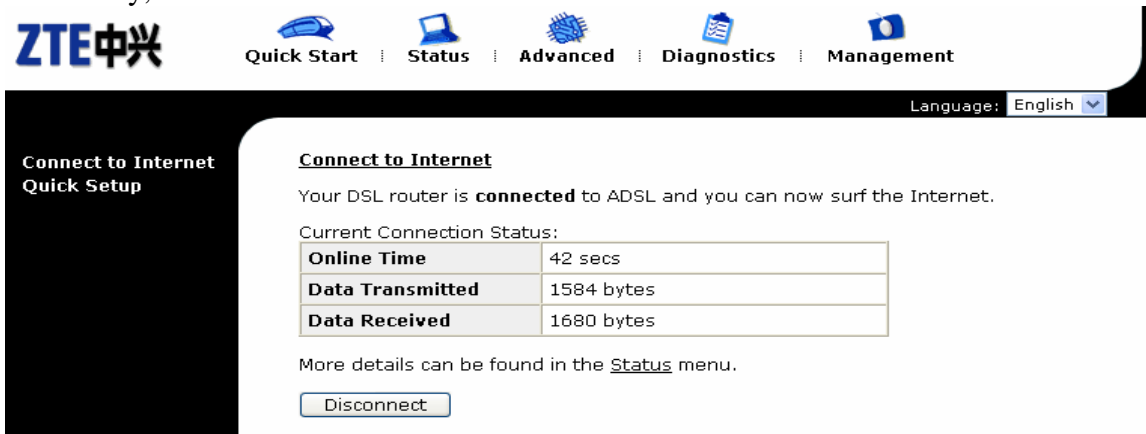 ZTE中兴
Quick Start Status Advanced Diagnostics Management
Language: English
Connect to Internet
Quick Setup
Connect to Internet
Your DSL router is connected to ADSL and you can now surf the Internet.
Current Connection Status:
Online Time 42 secs
Data Transmitted 1584 bytes
Data Received 1680 bytes
More details can be found in the Status menu.
Disconnect